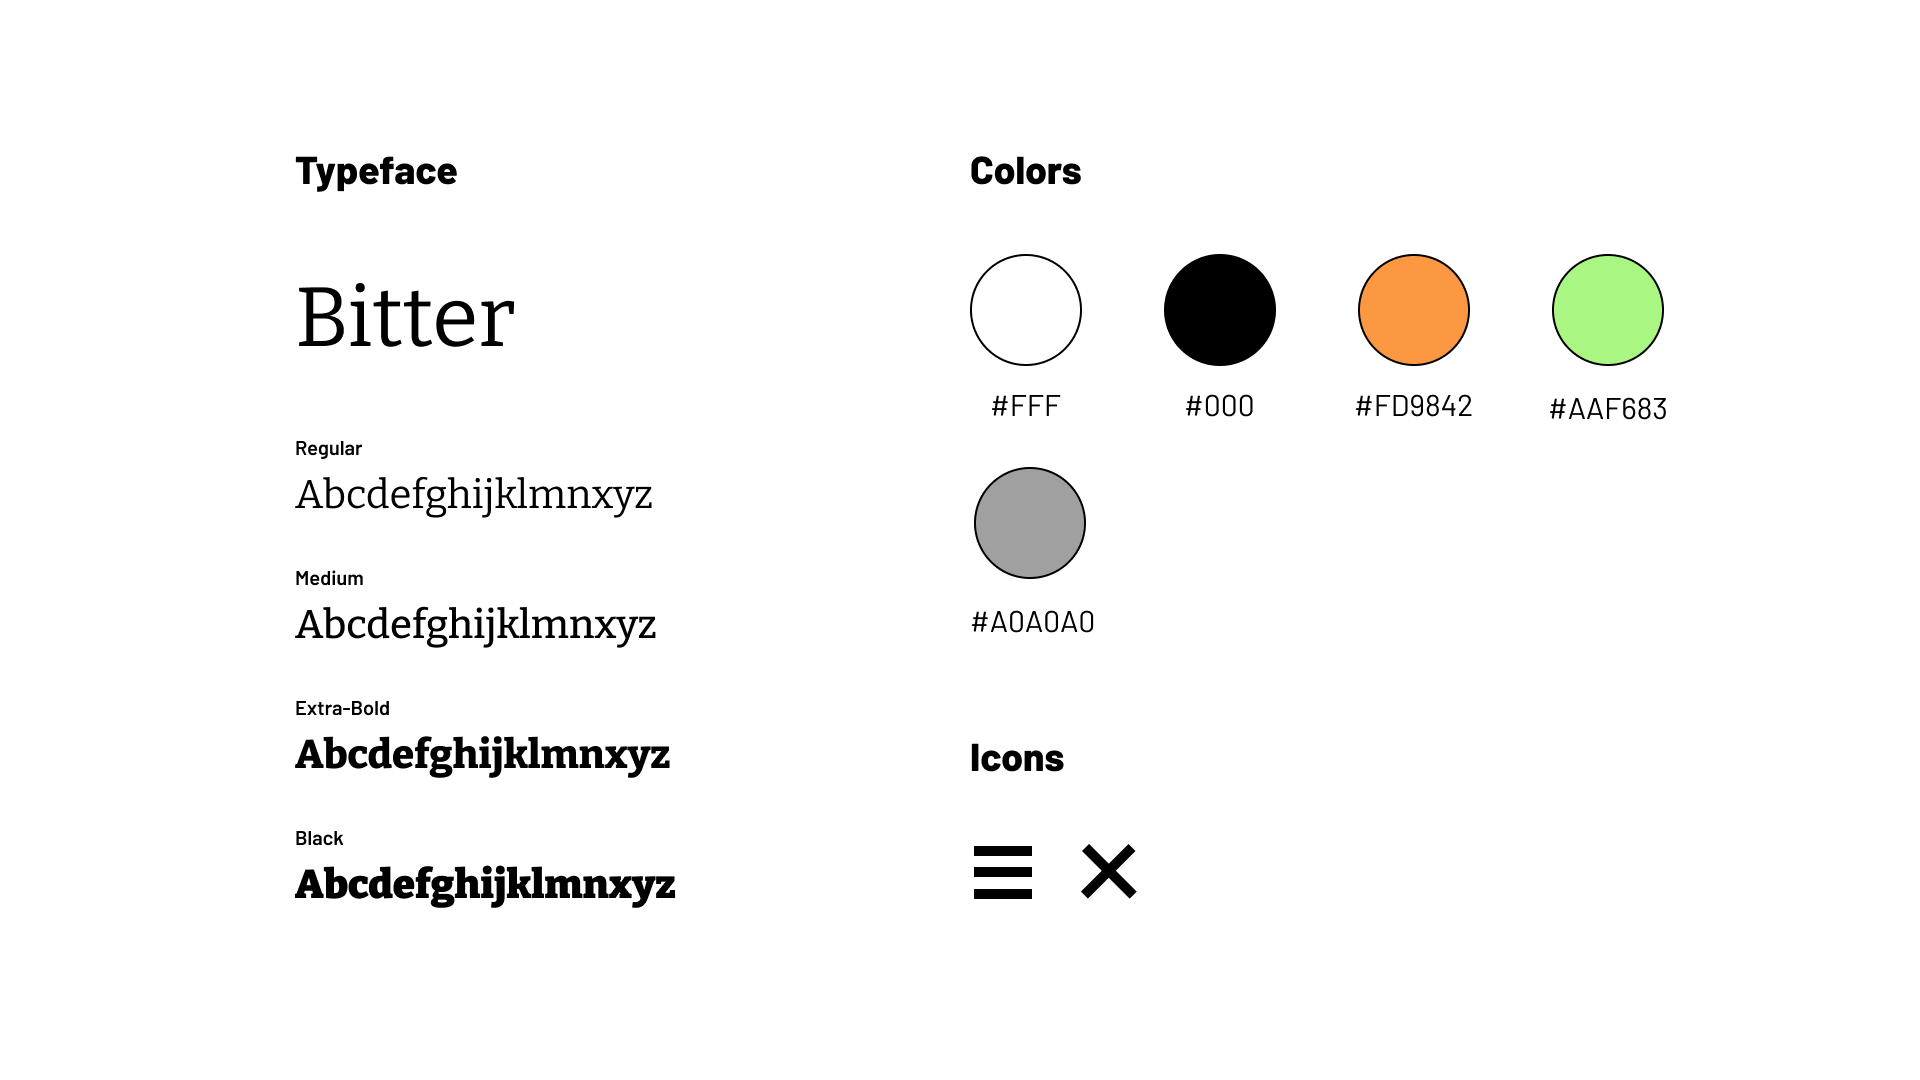 Typeface
Bitter
Regular
Abcdefghijklmnxyz
Medium
Abcdefghijklmnxyz
Extra-Bold
Abcdefghijklmnxyz
Black
Abcdefghijklmnxyz
Colors
#FFF
#000
#FD9842
#AAF683
#A0A0A0
Icons